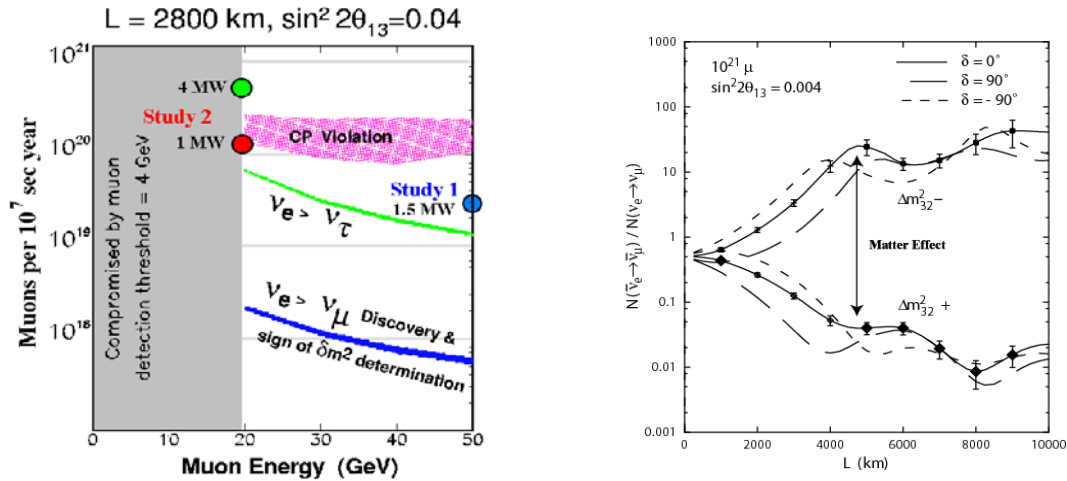 L = 2800 km, sin² 2θ₁₃=0.04
Muons per 10⁷ sec year
10²¹
10²⁰
10¹⁹
10¹⁸
Compromised by muon
detection threshold = 4 GeV
4 MW
Study 2
1 MW
CP Violation
Study 1
1.5 MW
νe > ντ
νe > νμ Discovery &
sign of δm² determination
0 10 20 30 40 50
Muon Energy (GeV)
N(ν̄e→ν̄μ) / N(νe→νμ)
1000
100
10
1
0.1
0.01
0.001
10²¹ μ
sin²2θ₁₃ = 0.004
δ = 0°
δ = 90°
δ = - 90°
Δm²₃₂ −
Matter Effect
Δm²₃₂ +
0 2000 4000 6000 8000 10000
L (km)